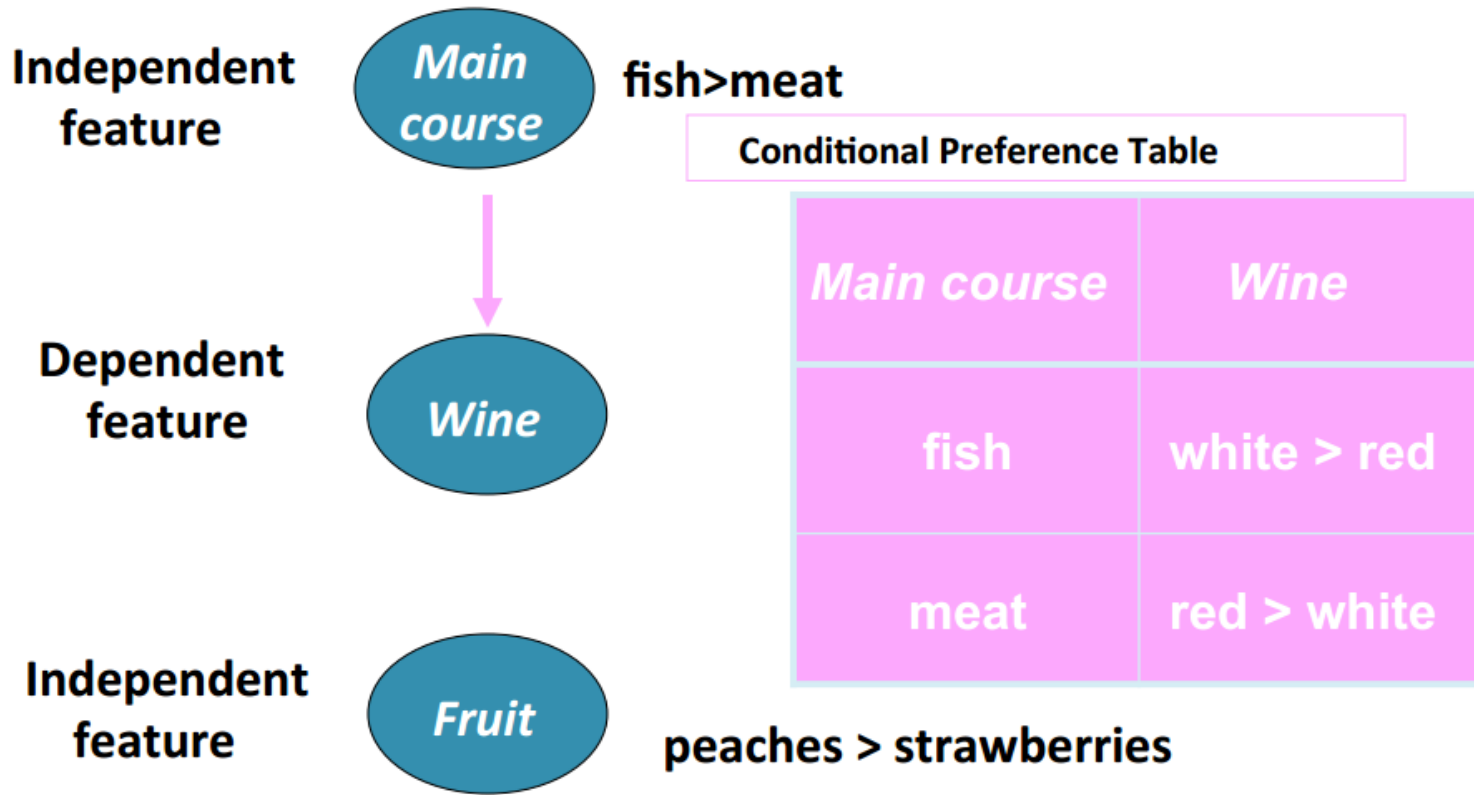 Independent
feature
Main
course
fish>meat
Conditional Preference Table
Main course Wine
fish white > red
meat red > white
Dependent
feature
Wine
Independent
feature
Fruit
peaches > strawberries